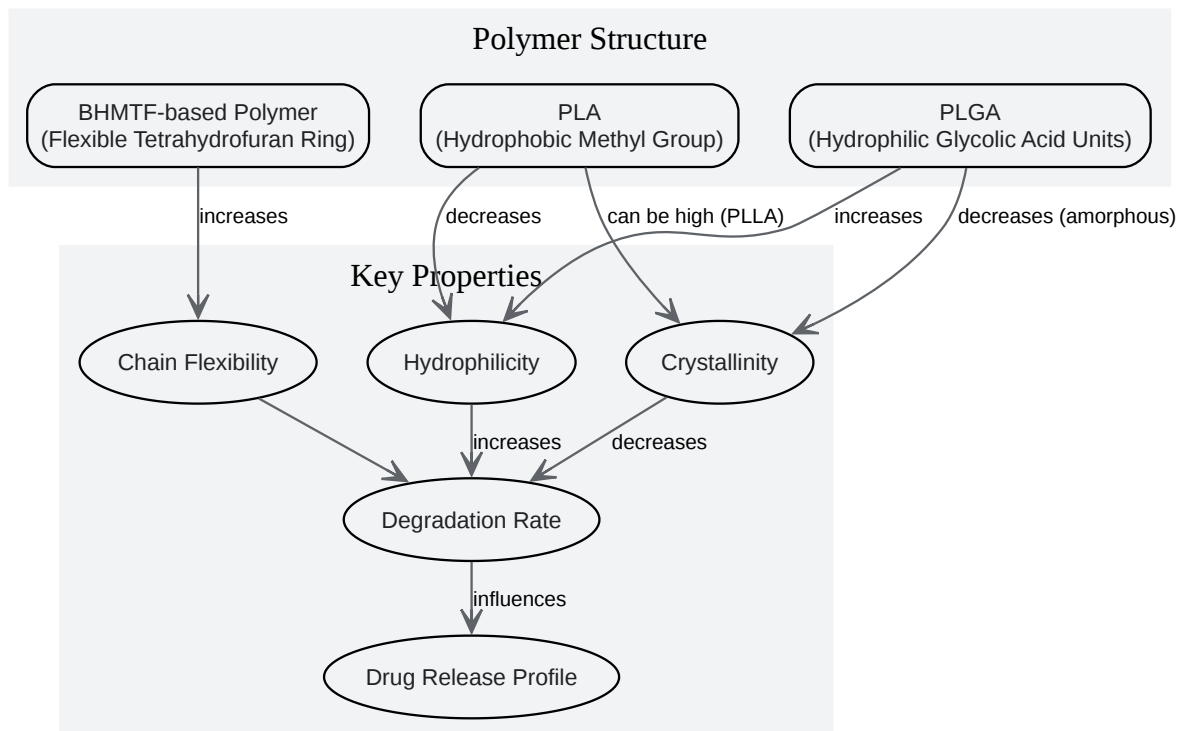 Polymer Structure
BHMTF-based Polymer
(Flexible Tetrahydrofuran Ring)
PLA
(Hydrophobic Methyl Group)
PLGA
(Hydrophilic Glycolic Acid Units)
increases
decreases
can be high (PLLA)
increases
decreases (amorphous)
Key Properties
Chain Flexibility
Hydrophilicity
Crystallinity
increases
decreases
Degradation Rate
influences
Drug Release Profile